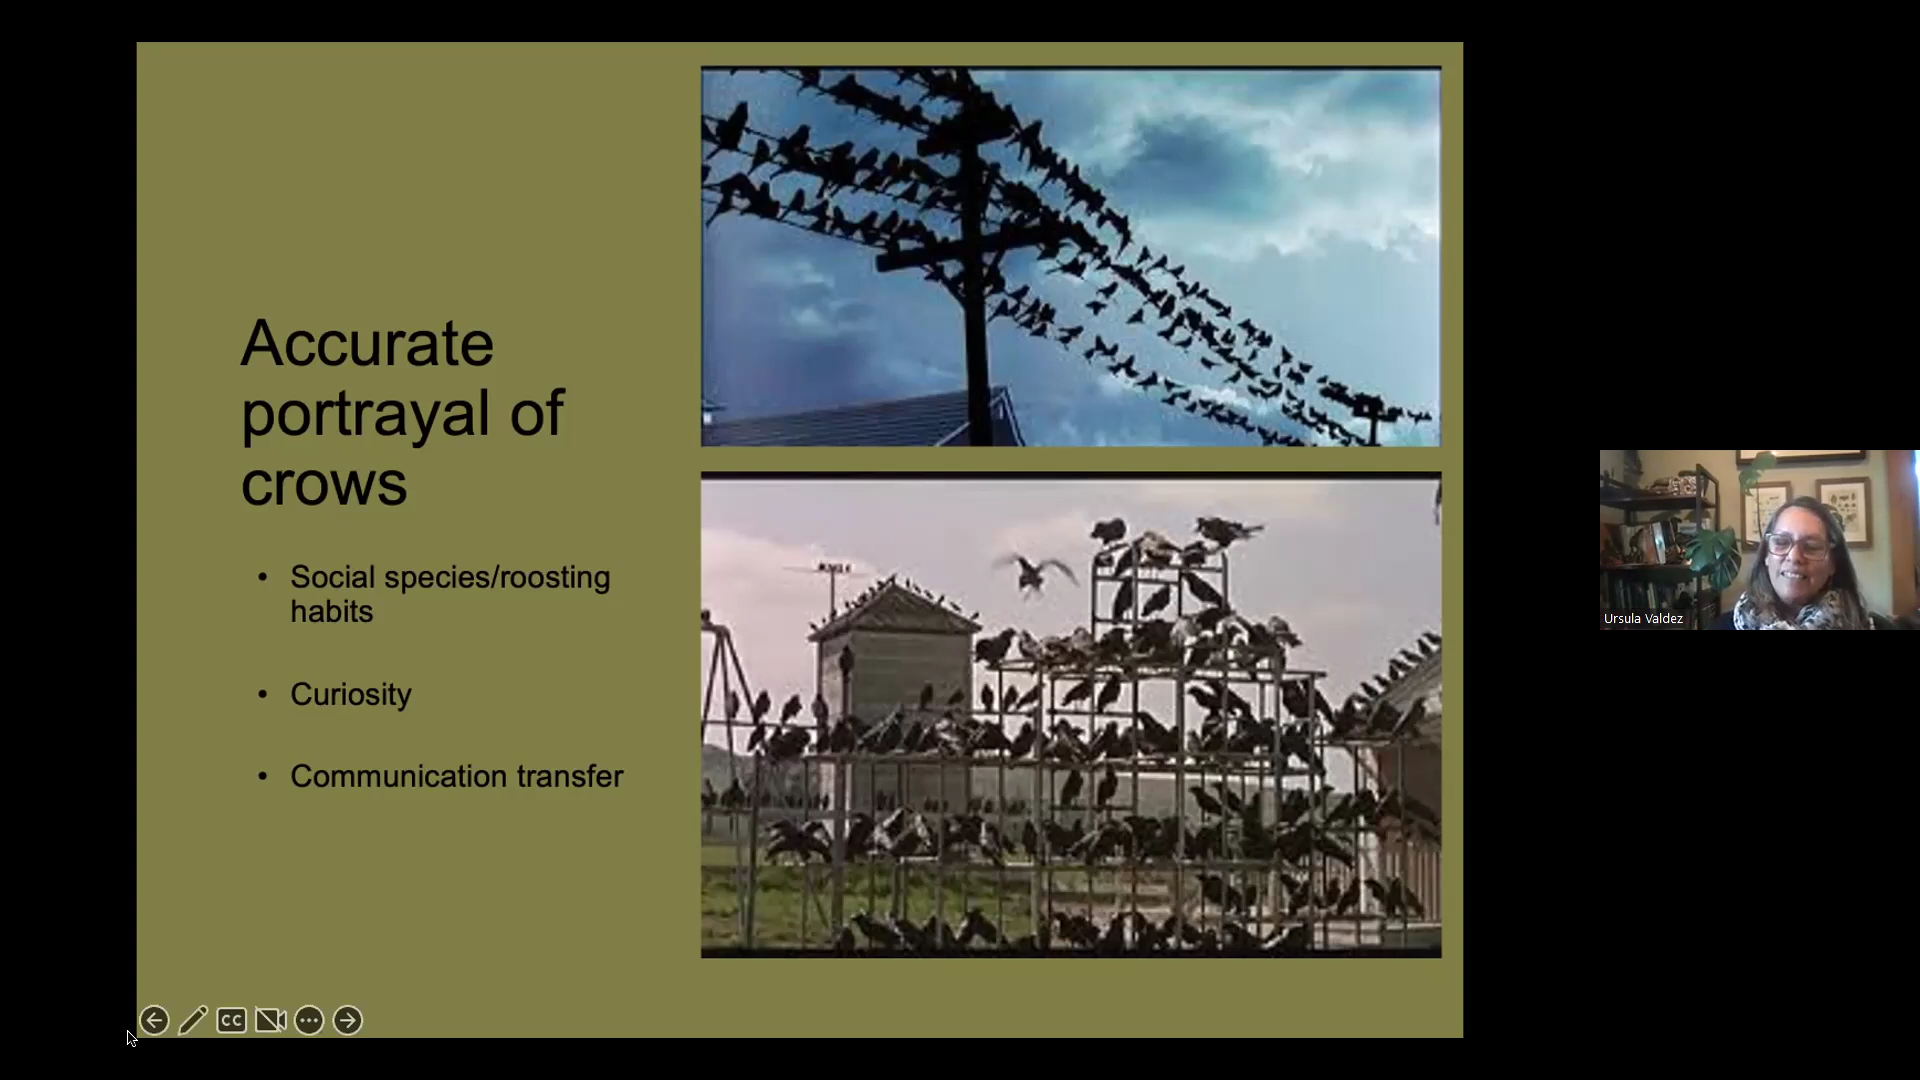 Accurate
portrayal of
crows
• Social species/roosting
habits
• Curiosity
• Communication transfer
Ursula Valdez
CC